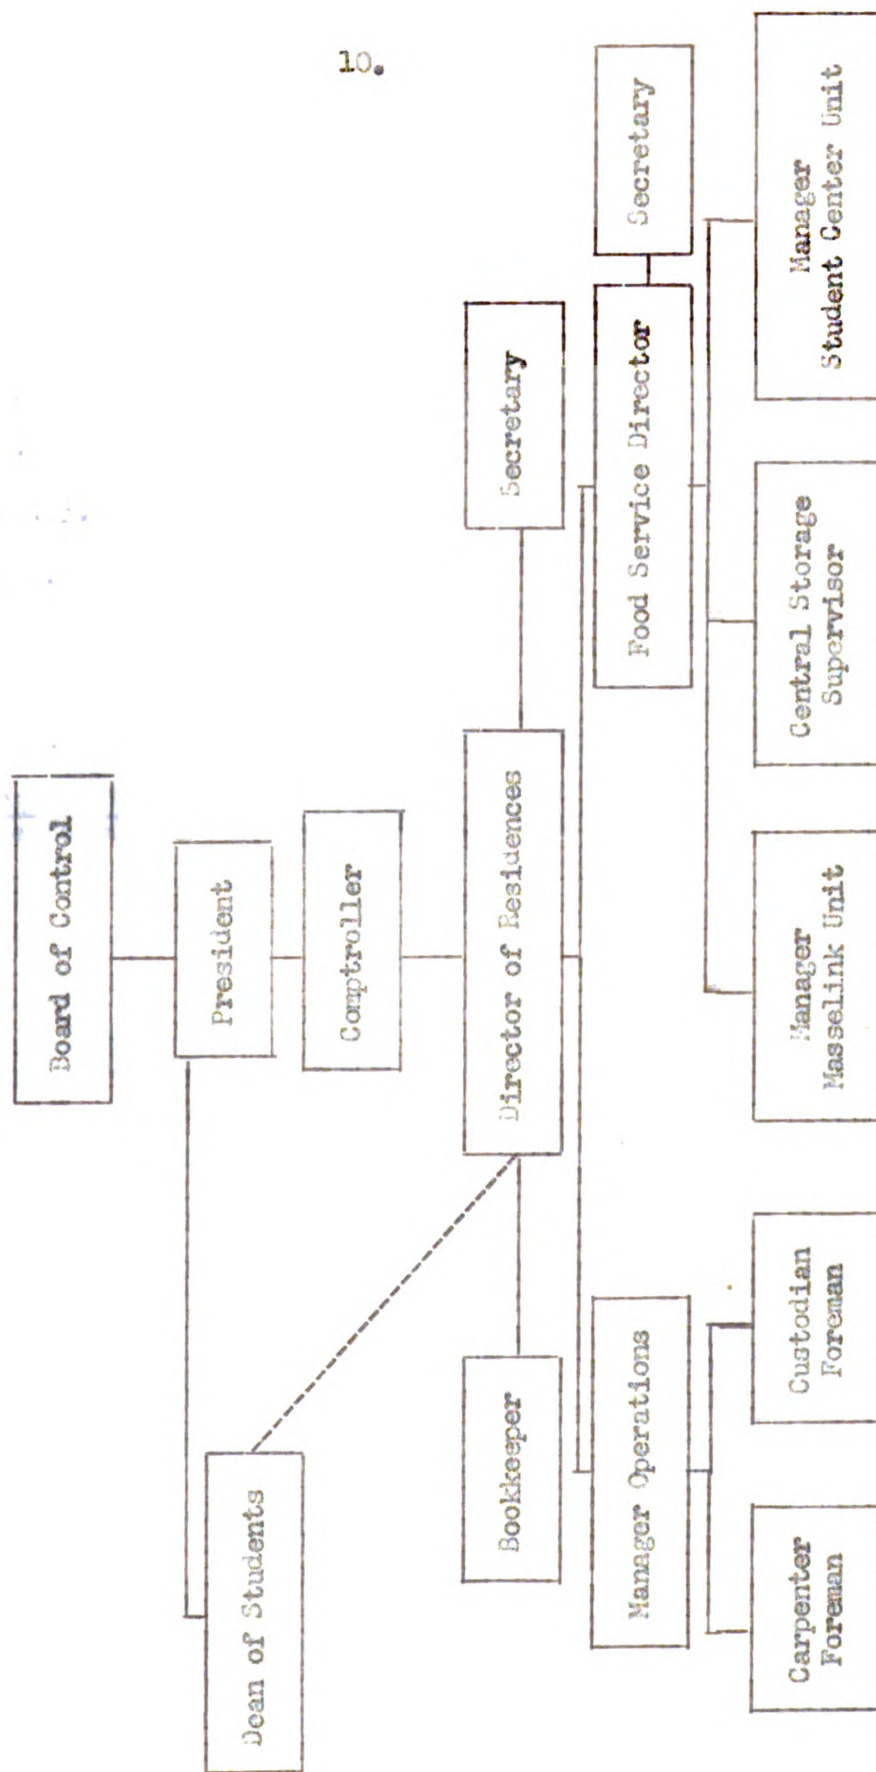 10.
Board of Control
President
Dean of Students
Comptroller
Bookkeeper
Director of Residences
Secretary
Manager Operations
Food Service Director
Secretary
Carpenter
Foreman
Custodian
Foreman
Manager
Masselink Unit
Central Storage
Supervisor
Manager
Student Center Unit